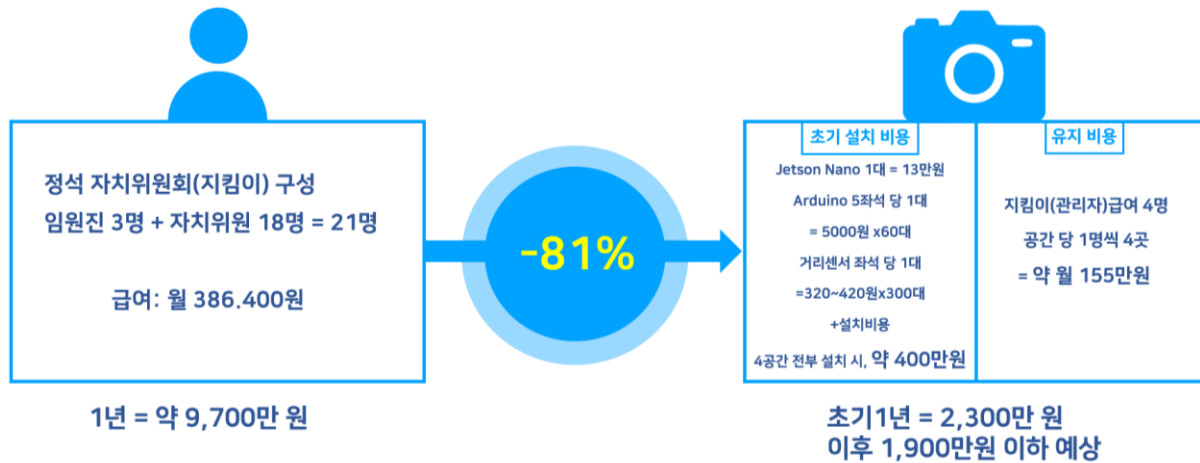 정석 자치위원회(지킴이) 구성
임원진 3명 + 자치위원 18명 = 21명
급여: 월 386.400원
1년 = 약 9,700만 원
-81%
초기 설치 비용
Jetson Nano 1대 = 13만원
Arduino 5좌석 당 1대
= 5000원 x60대
거리센서 좌석 당 1대
=320~420원x300대
+설치비용
4공간 전부 설치 시, 약 400만원
유지 비용
지킴이(관리자)급여 4명
공간 당 1명씩 4곳
= 약 월 155만원
초기1년 = 2,300만 원
이후 1,900만원 이하 예상